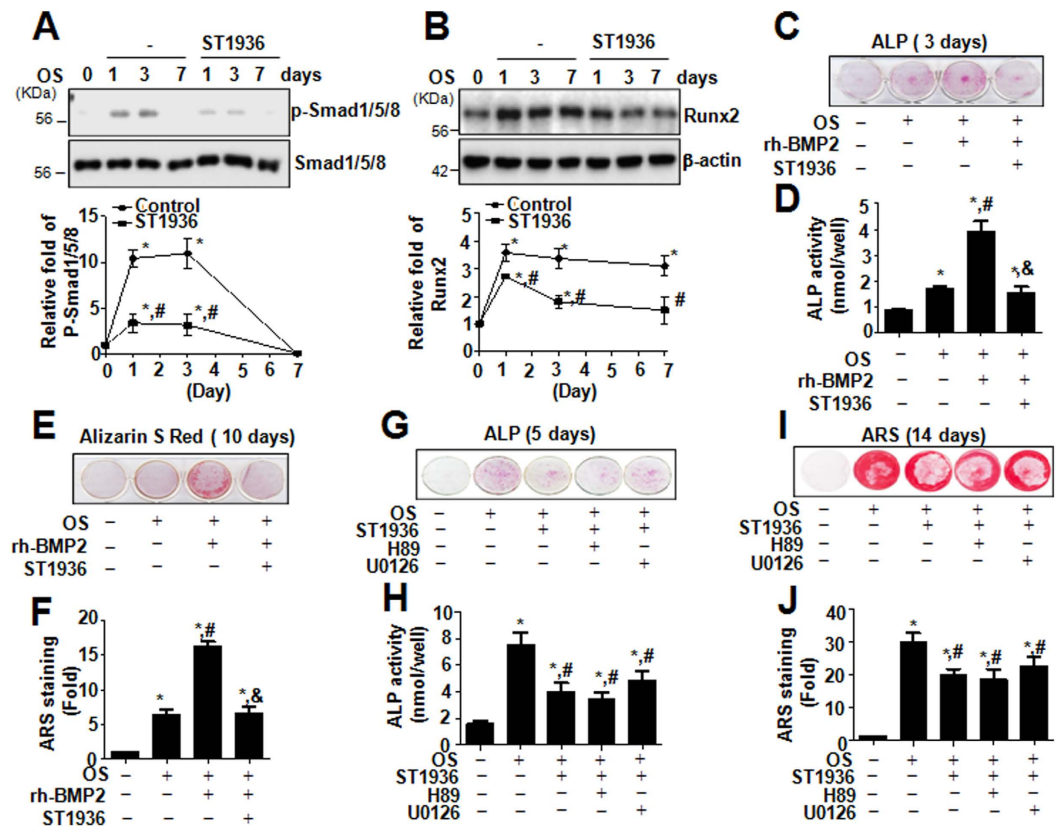 A
- ST1936
OS 0 1 3 7 1 3 7 days
(KDa)
56 p-Smad1/5/8
56 Smad1/5/8
Control
ST1936
Relative fold of
P-Smad1/5/8
15
10
5
0
* *
*,# *,#
0 1 2 3 4 5 6 7
(Day)
B
- ST1936
OS 0 1 3 7 1 3 7 days
(KDa)
56 Runx2
42 β-actin
Control
ST1936
Relative fold of
Runx2
5
4
3
2
1
0
* * *
*,# *,# #
0 1 2 3 4 5 6 7
(Day)
C
ALP ( 3 days)
OS – + + +
rh-BMP2 – – + +
ST1936 – – – +
D
ALP activity
(nmol/well)
5
4
3
2
1
0
* *,# *,&
OS – + + +
rh-BMP2 – – + +
ST1936 – – – +
E
Alizarin S Red ( 10 days)
OS – + + +
rh-BMP2 – – + +
ST1936 – – – +
F
ARS staining
(Fold)
20
15
10
5
0
* *,# *,&
OS – + + +
rh-BMP2 – – + +
ST1936 – – – +
G
ALP (5 days)
OS – + + + +
ST1936 – – + + +
H89 – – – + –
U0126 – – – – +
H
ALP activity
(nmol/well)
10
8
6
4
2
0
* *,# *,# *,#
OS – + + + +
ST1936 – – + + +
H89 – – – + –
U0126 – – – – +
I
ARS (14 days)
OS – + + + +
ST1936 – – + + +
H89 – – – + –
U0126 – – – – +
J
ARS staining
(Fold)
40
30
20
10
0
* *,# *,# *,#
OS – + + + +
ST1936 – – + + +
H89 – – – + –
U0126 – – – – +